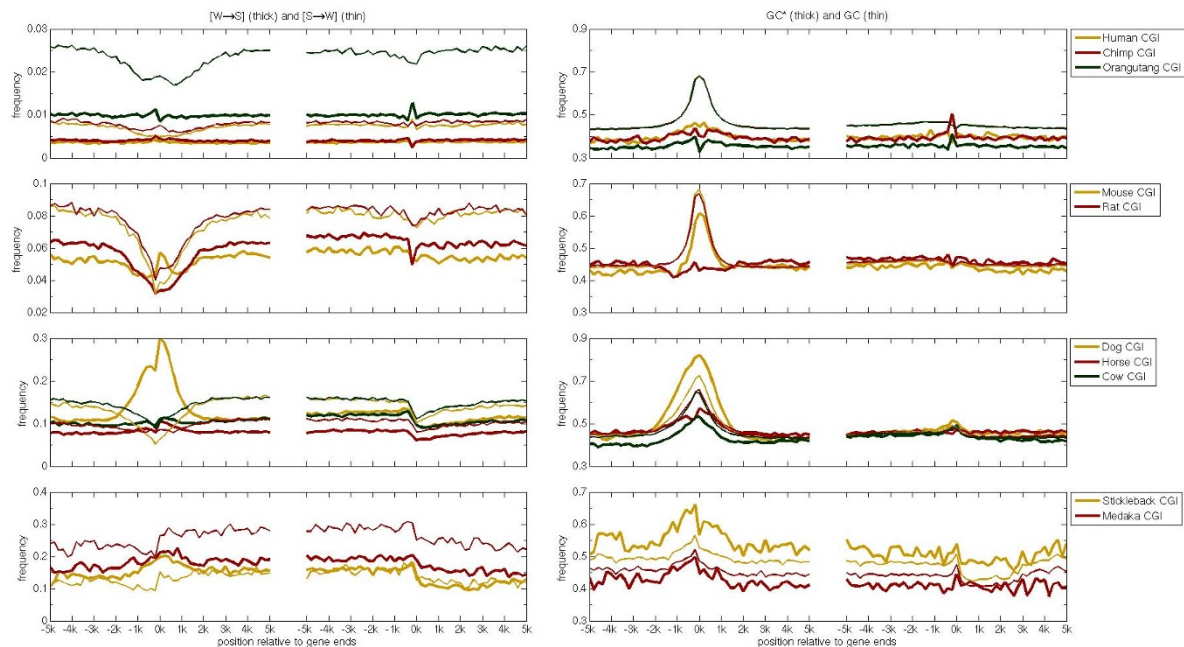 [W→S] (thick) and [S→W] (thin)
GC* (thick) and GC (thin)
0.03
0.02
0.01
0
frequency
0.9
0.7
0.5
0.3
frequency
Human CGI
Chimp CGI
Orangutang CGI
0.1
0.08
0.06
0.04
0.02
frequency
0.7
0.6
0.5
0.4
0.3
frequency
Mouse CGI
Rat CGI
0.3
0.2
0.1
0
frequency
0.9
0.7
0.5
0.3
frequency
Dog CGI
Horse CGI
Cow CGI
0.4
0.3
0.2
0.1
0
frequency
0.7
0.6
0.5
0.4
0.3
frequency
Stickleback CGI
Medaka CGI
-5k -4k -3k -2k -1k 0k 1k 2k 3k 4k 5k -5k -4k -3k -2k -1k 0k 1k 2k 3k 4k 5k
position relative to gene ends
-5k -4k -3k -2k -1k 0k 1k 2k 3k 4k 5k -5k -4k -3k -2k -1k 0k 1k 2k 3k 4k 5k
position relative to gene ends